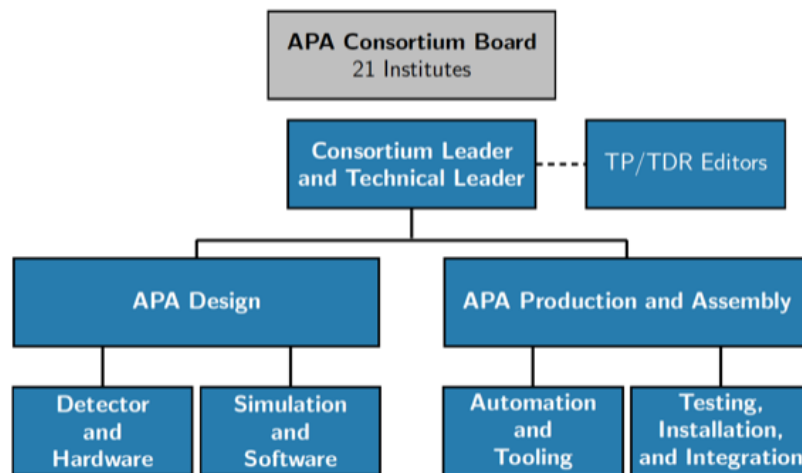 APA Consortium Board
21 Institutes
Consortium Leader
and Technical Leader
TP/TDR Editors
APA Design
APA Production and Assembly
Detector
and
Hardware
Simulation
and
Software
Automation
and
Tooling
Testing,
Installation,
and Integration